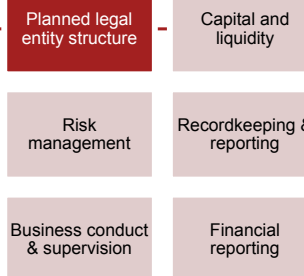 Planned legal
entity structure
Capital and
liquidity
Risk
management
Recordkeeping &
reporting
Business conduct
& supervision
Financial
reporting